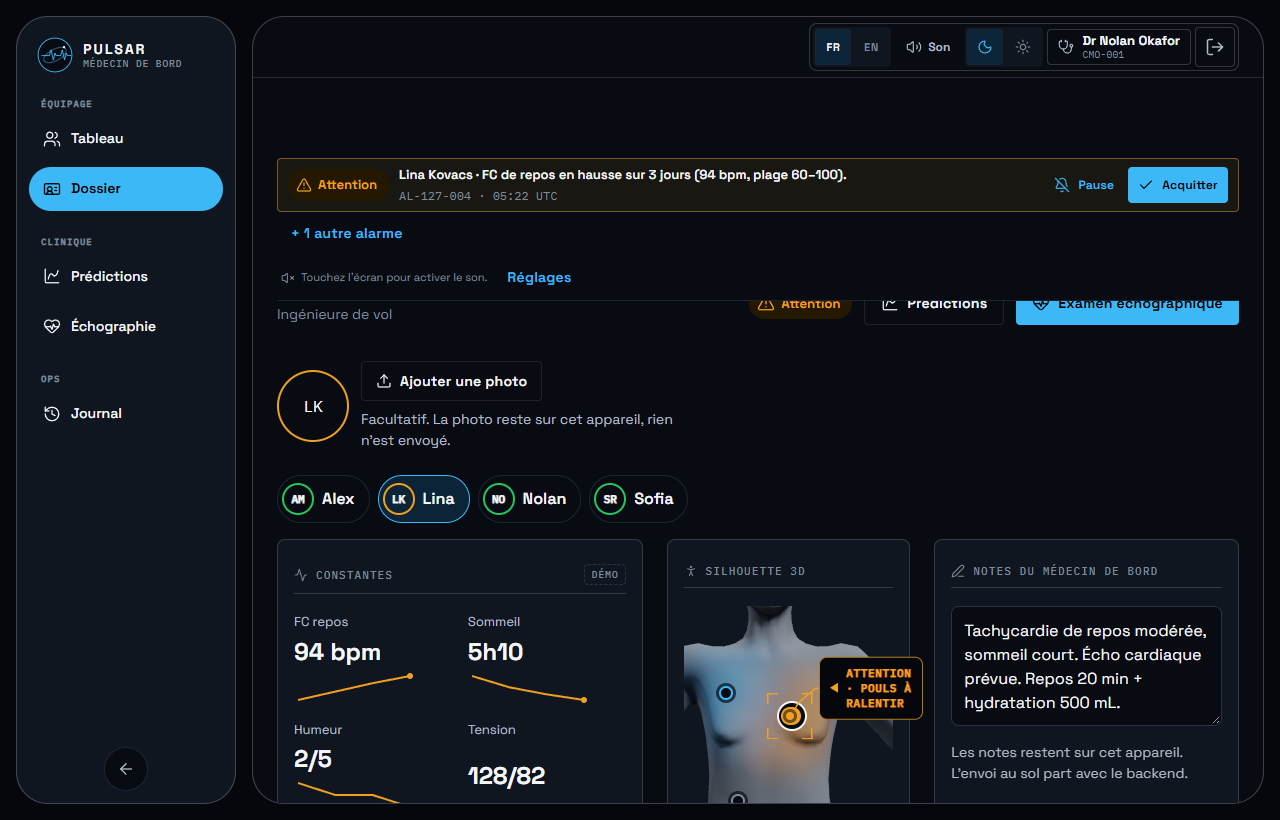 PULSAR
MÉDECIN DE BORD
ÉQUIPAGE
Tableau
Dossier
CLINIQUE
Prédictions
Échographie
OPS
Journal
FR
EN
Son
Dr Nolan Okafor
CMO-001
Attention
Lina Kovacs · FC de repos en hausse sur 3 jours (94 bpm, plage 60–100).
AL-127-004 · 05:22 UTC
Pause
Acquitter
+ 1 autre alarme
Touchez l'écran pour activer le son.
Réglages
Ingénieure de vol
Attention
Prédictions
Examen échographique
LK
Ajouter une photo
Facultatif. La photo reste sur cet appareil, rien
n'est envoyé.
AM
Alex
LK
Lina
NO
Nolan
SR
Sofia
CONSTANTES
DÉMO
FC repos
94 bpm
Sommeil
5h10
Humeur
2/5
Tension
128/82
SILHOUETTE 3D
ATTENTION
· POULS À
RALENTIR
NOTES DU MÉDECIN DE BORD
Tachycardie de repos modérée,
sommeil court. Écho cardiaque
prévue. Repos 20 min +
hydratation 500 mL.
Les notes restent sur cet appareil.
L'envoi au sol part avec le backend.